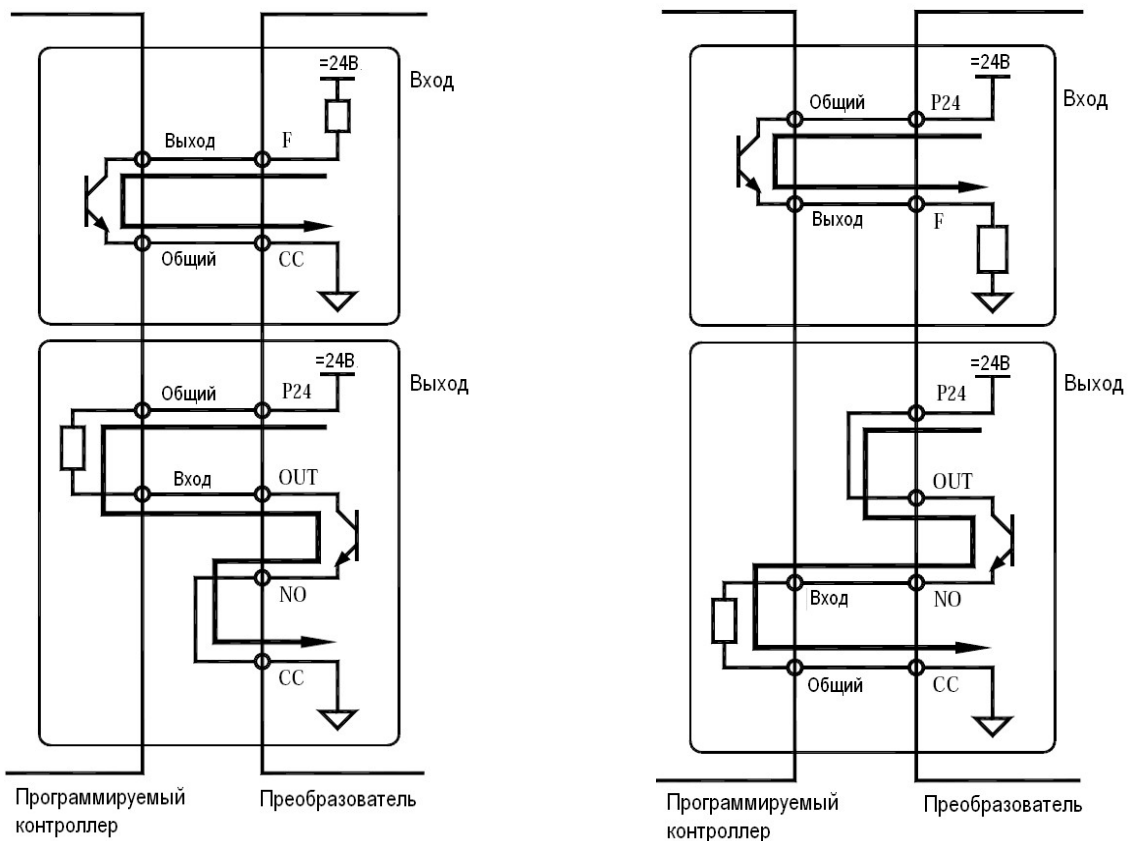 =24В
Вход
Выход
F
Общий
CC
=24В
Выход
Общий
P24
Вход
OUT
NO
CC
Программируемый
контроллер
Преобразователь
=24В
Общий
P24
Вход
Выход
F
=24В
P24
Выход
OUT
Вход
NO
Общий
CC
Программируемый
контроллер
Преобразователь